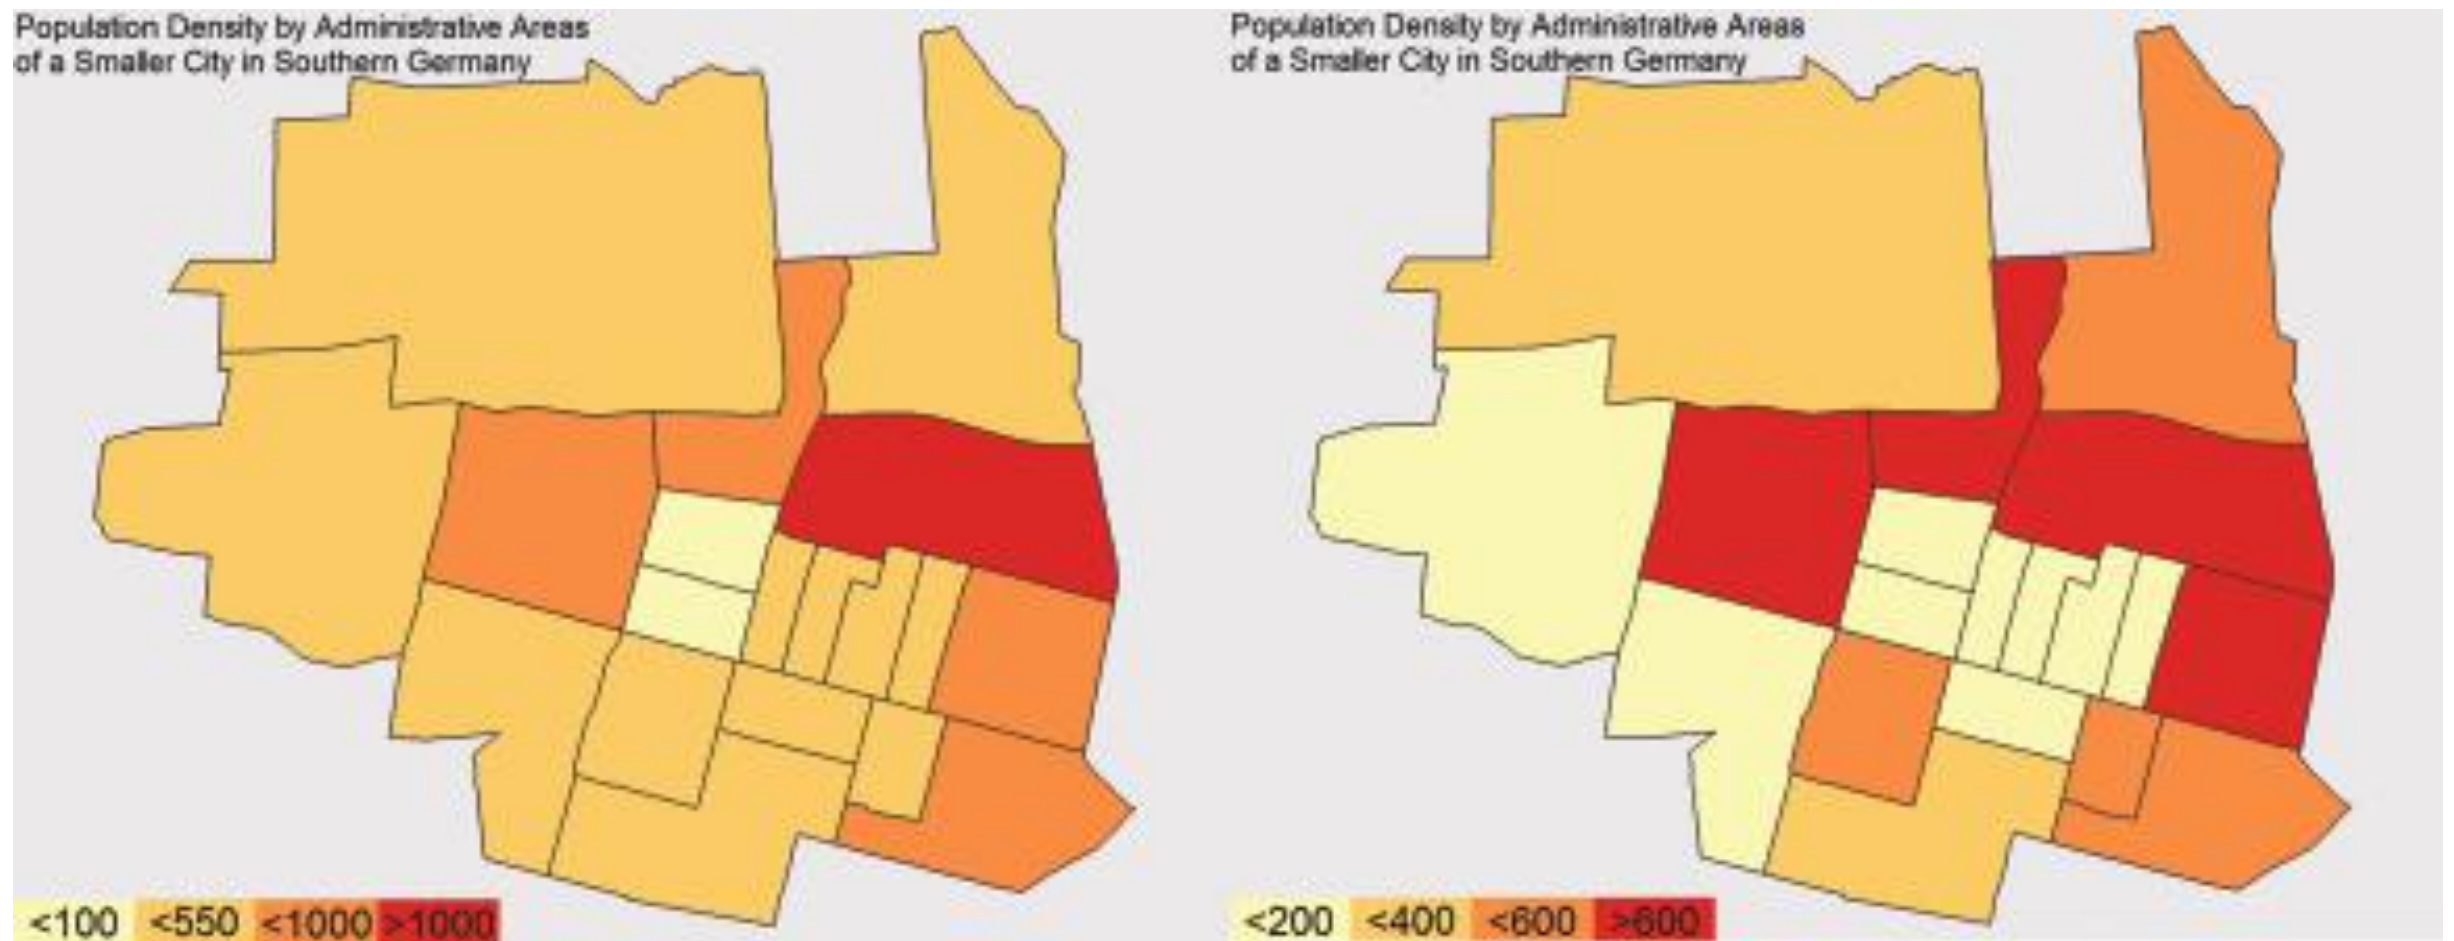 Population Density by Administrative Areas
of a Smaller City in Southern Germany
<100 <550 <1000 >1000
Population Density by Administrative Areas
of a Smaller City in Southern Germany
<200 <400 <600 >600